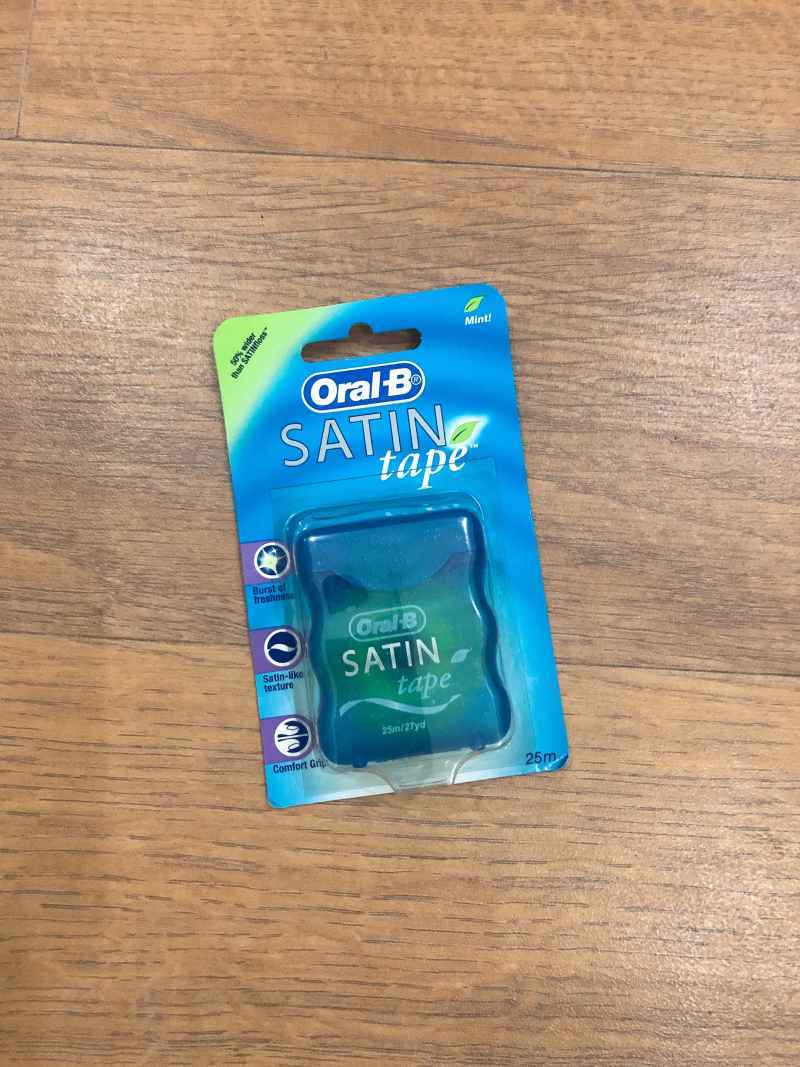 50% wider
than SATINfloss™
Mint!
Oral-B®
SATIN
tape™
Burst of
freshness
Satin-like
texture
Comfort Grip
Oral-B
SATIN
tape
25m/27yd
25m